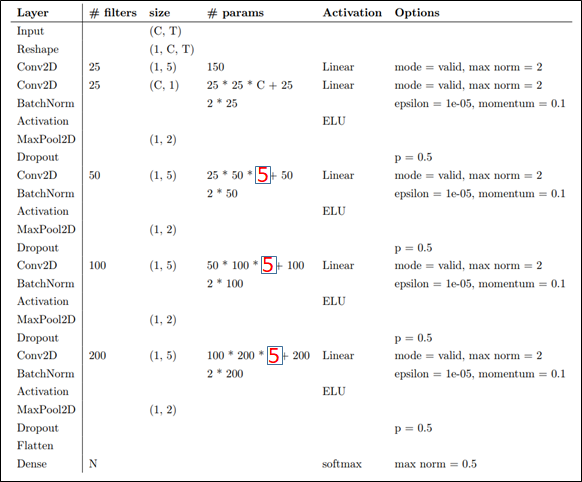 Layer # filters size # params Activation Options
Input (C, T)
Reshape (1, C, T)
Conv2D 25 (1, 5) 150 Linear mode = valid, max norm = 2
Conv2D 25 (C, 1) 25 * 25 * C + 25 Linear mode = valid, max norm = 2
BatchNorm 2 * 25 epsilon = 1e-05, momentum = 0.1
Activation ELU
MaxPool2D (1, 2)
Dropout p = 0.5
Conv2D 50 (1, 5) 25 * 50 * 5 + 50 Linear mode = valid, max norm = 2
BatchNorm 2 * 50 epsilon = 1e-05, momentum = 0.1
Activation ELU
MaxPool2D (1, 2)
Dropout p = 0.5
Conv2D 100 (1, 5) 50 * 100 * 5 + 100 Linear mode = valid, max norm = 2
BatchNorm 2 * 100 epsilon = 1e-05, momentum = 0.1
Activation ELU
MaxPool2D (1, 2)
Dropout p = 0.5
Conv2D 200 (1, 5) 100 * 200 * 5 + 200 Linear mode = valid, max norm = 2
BatchNorm 2 * 200 epsilon = 1e-05, momentum = 0.1
Activation ELU
MaxPool2D (1, 2)
Dropout p = 0.5
Flatten
Dense N softmax max norm = 0.5